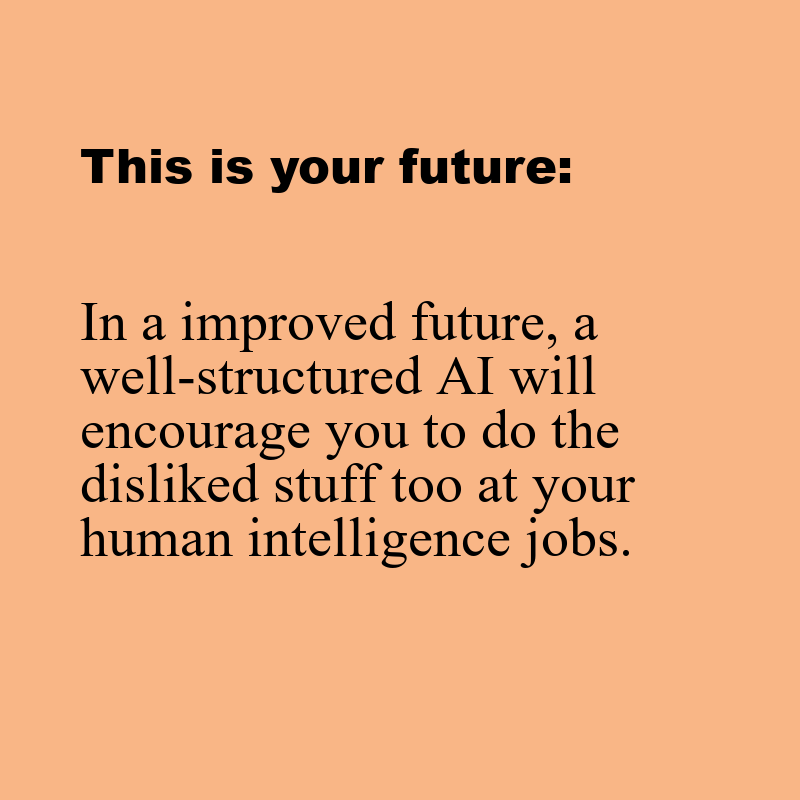 This is your future:
In a improved future, a
well-structured AI will
encourage you to do the
disliked stuff too at your
human intelligence jobs.